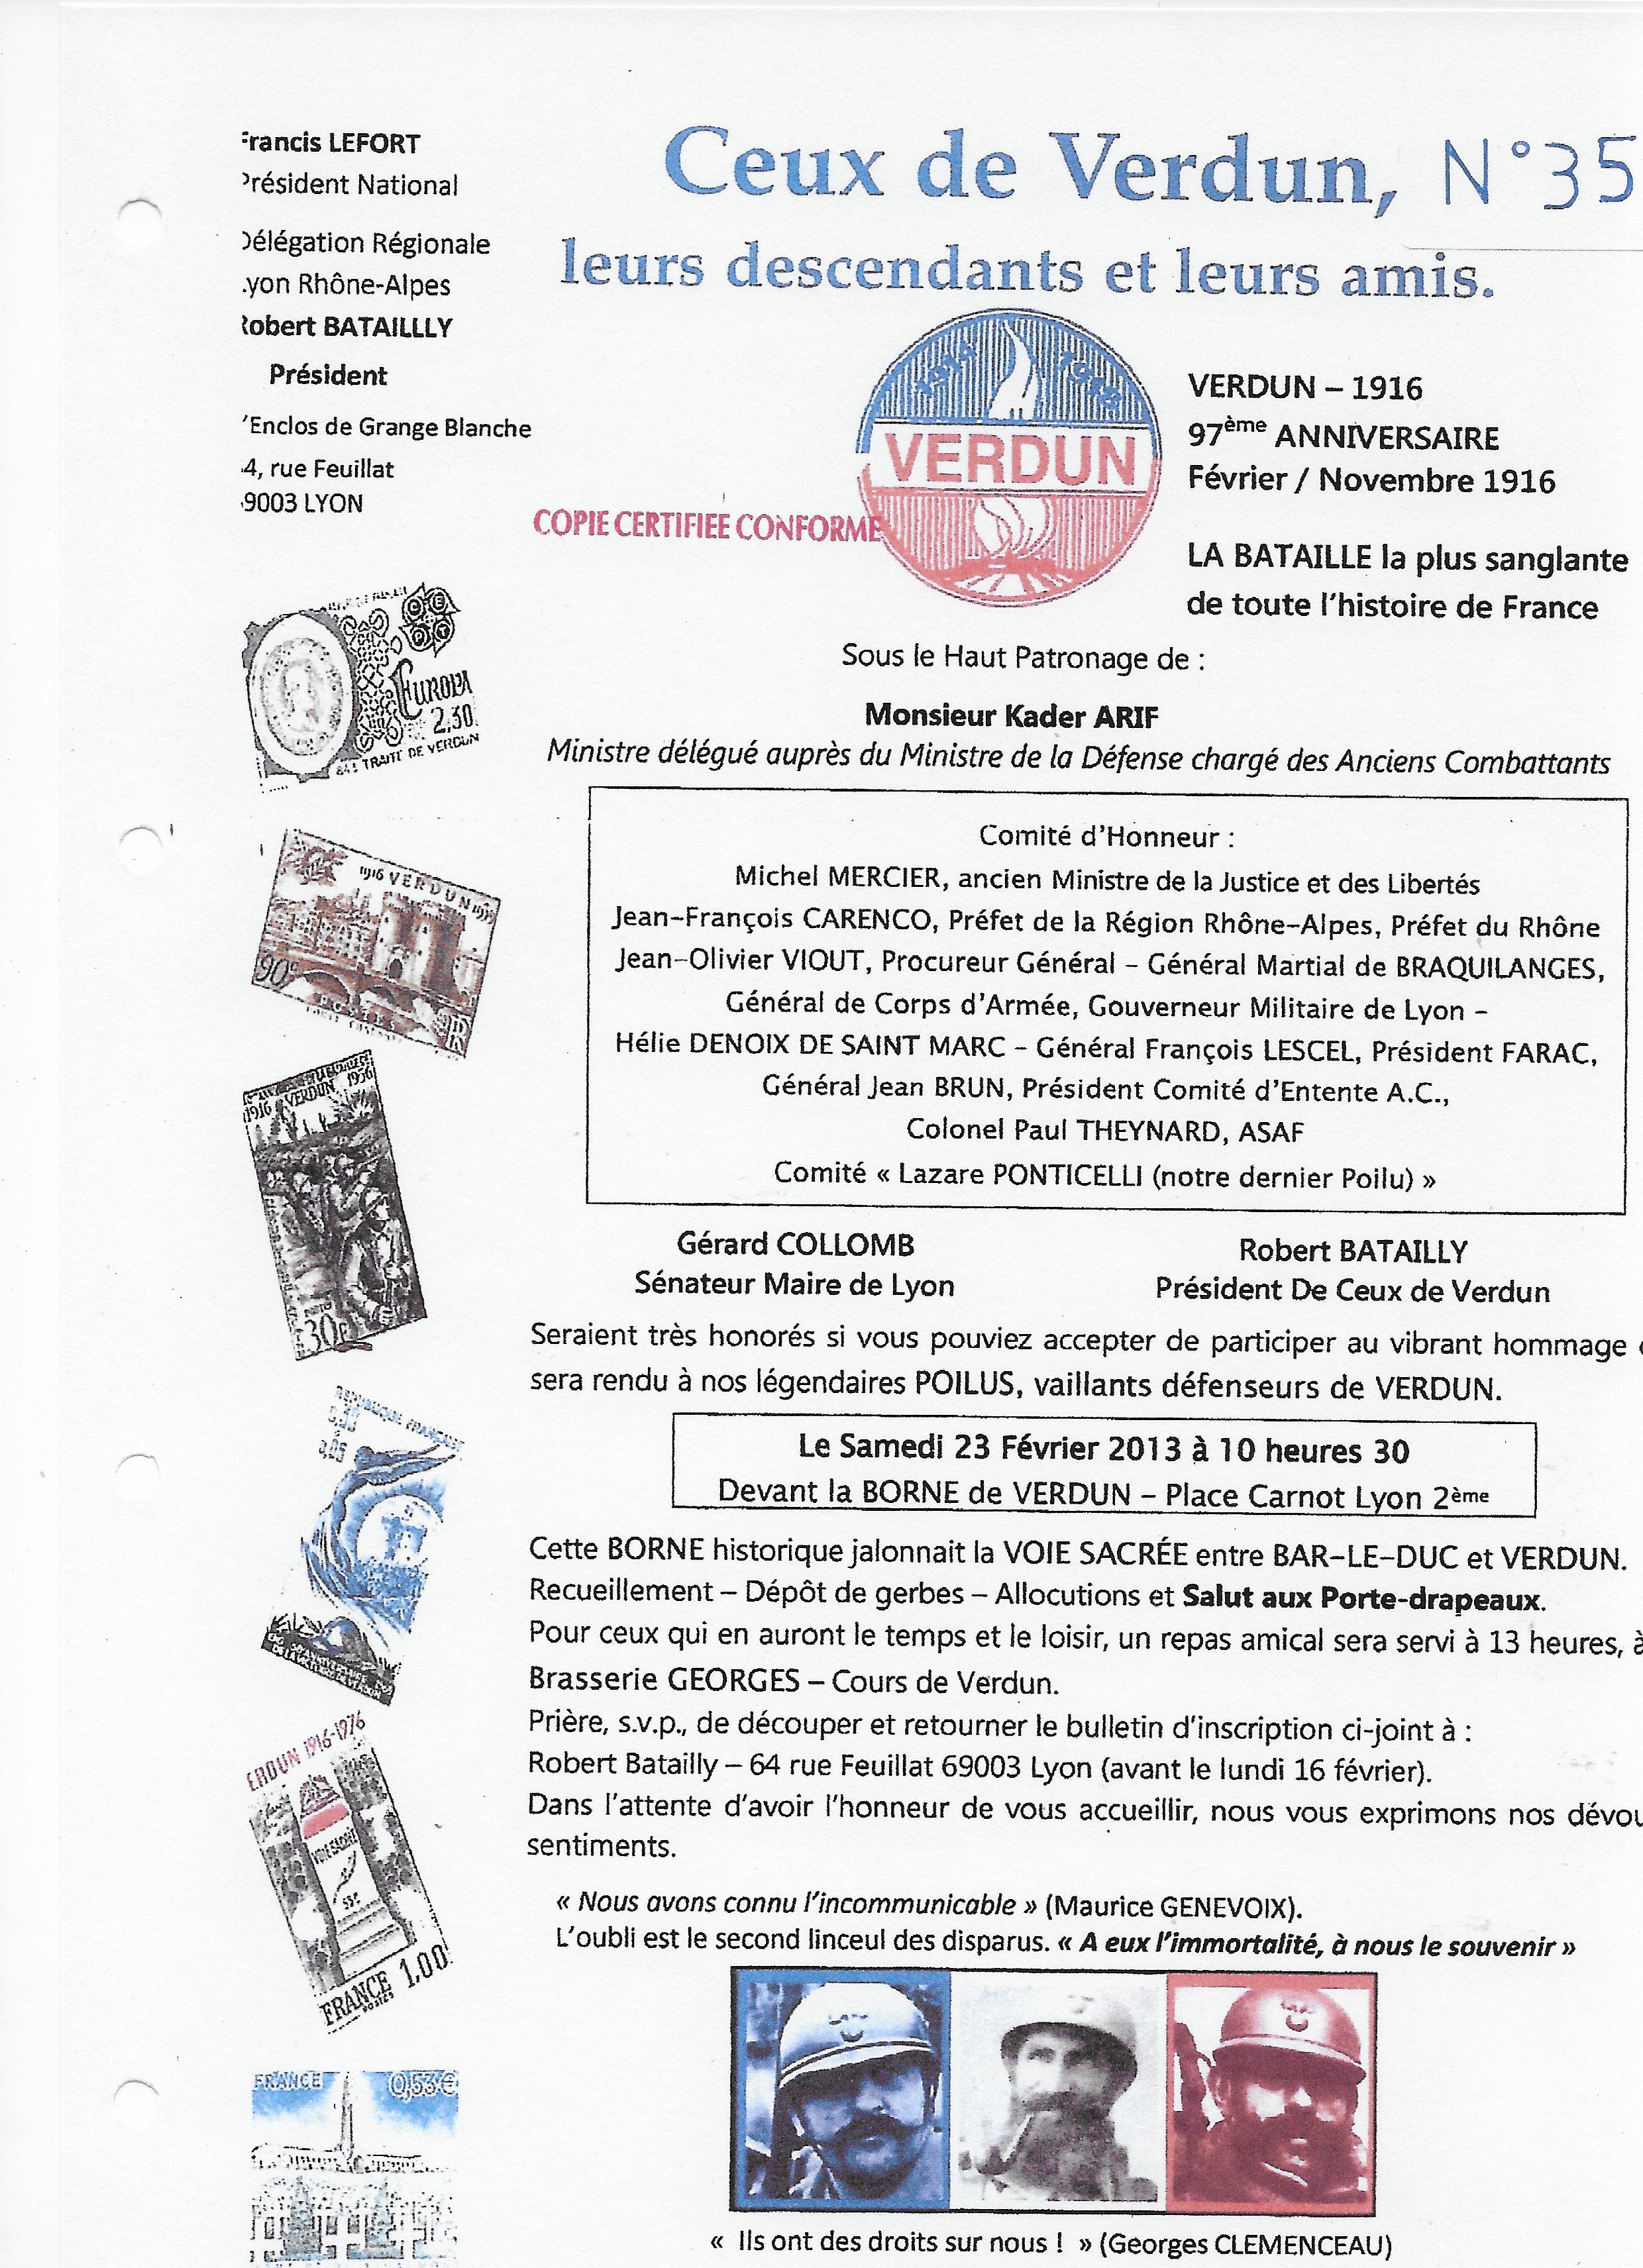 Francis LEFORT
Président National
Délégation Régionale
Lyon Rhône-Alpes
Robert BATAILLLY
Président
'Enclos de Grange Blanche
4, rue Feuillat
9003 LYON
Ceux de Verdun, N°35
leurs descendants et leurs amis.
1914 1918
VERDUN
COPIE CERTIFIEE CONFORME
VERDUN – 1916
97ème ANNIVERSAIRE
Février / Novembre 1916
LA BATAILLE la plus sanglante
de toute l'histoire de France
Sous le Haut Patronage de :
Monsieur Kader ARIF
Ministre délégué auprès du Ministre de la Défense chargé des Anciens Combattants
Comité d'Honneur :
Michel MERCIER, ancien Ministre de la Justice et des Libertés
Jean-François CARENCO, Préfet de la Région Rhône-Alpes, Préfet du Rhône
Jean-Olivier VIOUT, Procureur Général – Général Martial de BRAQUILANGES,
Général de Corps d'Armée, Gouverneur Militaire de Lyon –
Hélie DENOIX DE SAINT MARC – Général François LESCEL, Président FARAC,
Général Jean BRUN, Président Comité d'Entente A.C.,
Colonel Paul THEYNARD, ASAF
Comité « Lazare PONTICELLI (notre dernier Poilu) »
Gérard COLLOMB
Sénateur Maire de Lyon
Robert BATAILLY
Président De Ceux de Verdun
Seraient très honorés si vous pouviez accepter de participer au vibrant hommage
sera rendu à nos légendaires POILUS, vaillants défenseurs de VERDUN.
Le Samedi 23 Février 2013 à 10 heures 30
Devant la BORNE de VERDUN – Place Carnot Lyon 2ème
Cette BORNE historique jalonnait la VOIE SACRÉE entre BAR-LE-DUC et VERDUN.
Recueillement – Dépôt de gerbes – Allocutions et Salut aux Porte-drapeaux.
Pour ceux qui en auront le temps et le loisir, un repas amical sera servi à 13 heures, à
Brasserie GEORGES – Cours de Verdun.
Prière, s.v.p., de découper et retourner le bulletin d'inscription ci-joint à :
Robert Batailly – 64 rue Feuillat 69003 Lyon (avant le lundi 16 février).
Dans l'attente d'avoir l'honneur de vous accueillir, nous vous exprimons nos dévou
sentiments.
« Nous avons connu l'incommunicable » (Maurice GENEVOIX).
L'oubli est le second linceul des disparus. « A eux l'immortalité, à nous le souvenir »
« Ils ont des droits sur nous ! » (Georges CLEMENCEAU)
EUROPA
2,30
TRAITÉ DE VERDUN
1916 VERDUN
90c
1916 VERDUN 1956
30F
REPUBLIQUE FRANÇAISE
ERDUN 1916-1976
VOIE SACRÉE
FRANCE 1.00
POSTES
FRANCE 0,53€